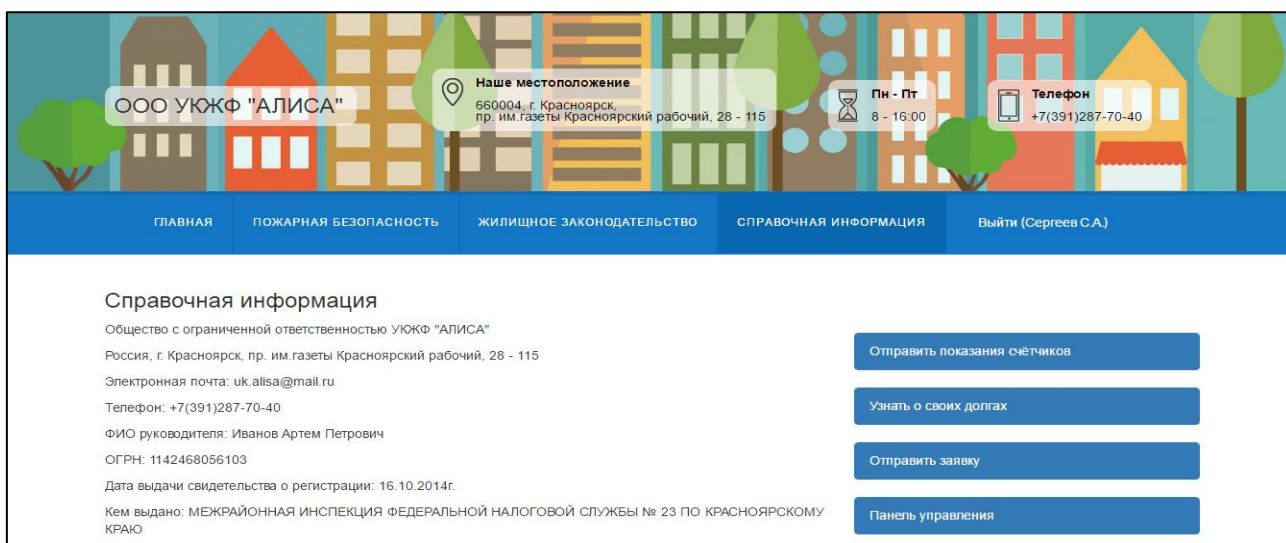 ООО УКЖФ "АЛИСА"
Наше местоположение
660004, г. Красноярск,
пр. им.газеты Красноярский рабочий, 28 - 115
Пн - Пт
8 - 16:00
Телефон
+7(391)287-70-40
ГЛАВНАЯ
ПОЖАРНАЯ БЕЗОПАСНОСТЬ
ЖИЛИЩНОЕ ЗАКОНОДАТЕЛЬСТВО
СПРАВОЧНАЯ ИНФОРМАЦИЯ
Выйти (Сергеев С.А.)
Справочная информация
Общество с ограниченной ответственностью УКЖФ "АЛИСА"
Россия, г. Красноярск, пр. им.газеты Красноярский рабочий, 28 - 115
Электронная почта: uk.alisa@mail.ru
Телефон: +7(391)287-70-40
ФИО руководителя: Иванов Артем Петрович
ОГРН: 1142468056103
Дата выдачи свидетельства о регистрации: 16.10.2014г.
Кем выдано: МЕЖРАЙОННАЯ ИНСПЕКЦИЯ ФЕДЕРАЛЬНОЙ НАЛОГОВОЙ СЛУЖБЫ № 23 ПО КРАСНОЯРСКОМУ
КРАЮ
Отправить показания счётчиков
Узнать о своих долгах
Отправить заявку
Панель управления